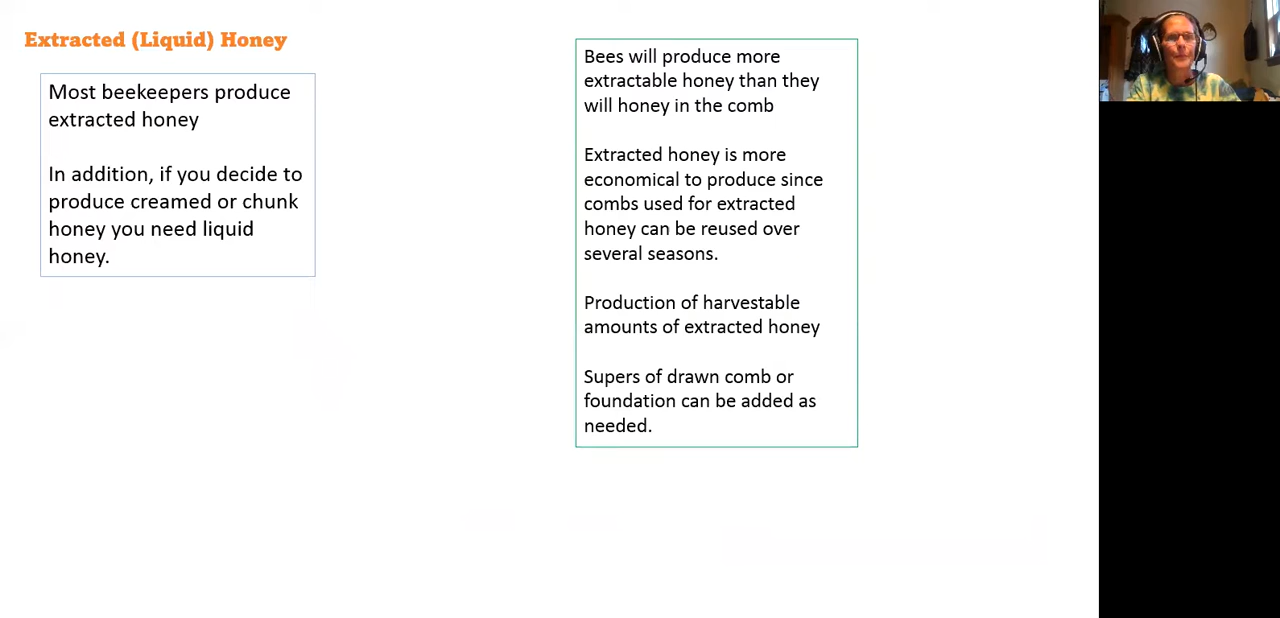 Extracted (Liquid) Honey
Most beekeepers produce
extracted honey
In addition, if you decide to
produce creamed or chunk
honey you need liquid
honey.
Bees will produce more
extractable honey than they
will honey in the comb
Extracted honey is more
economical to produce since
combs used for extracted
honey can be reused over
several seasons.
Production of harvestable
amounts of extracted honey
Supers of drawn comb or
foundation can be added as
needed.